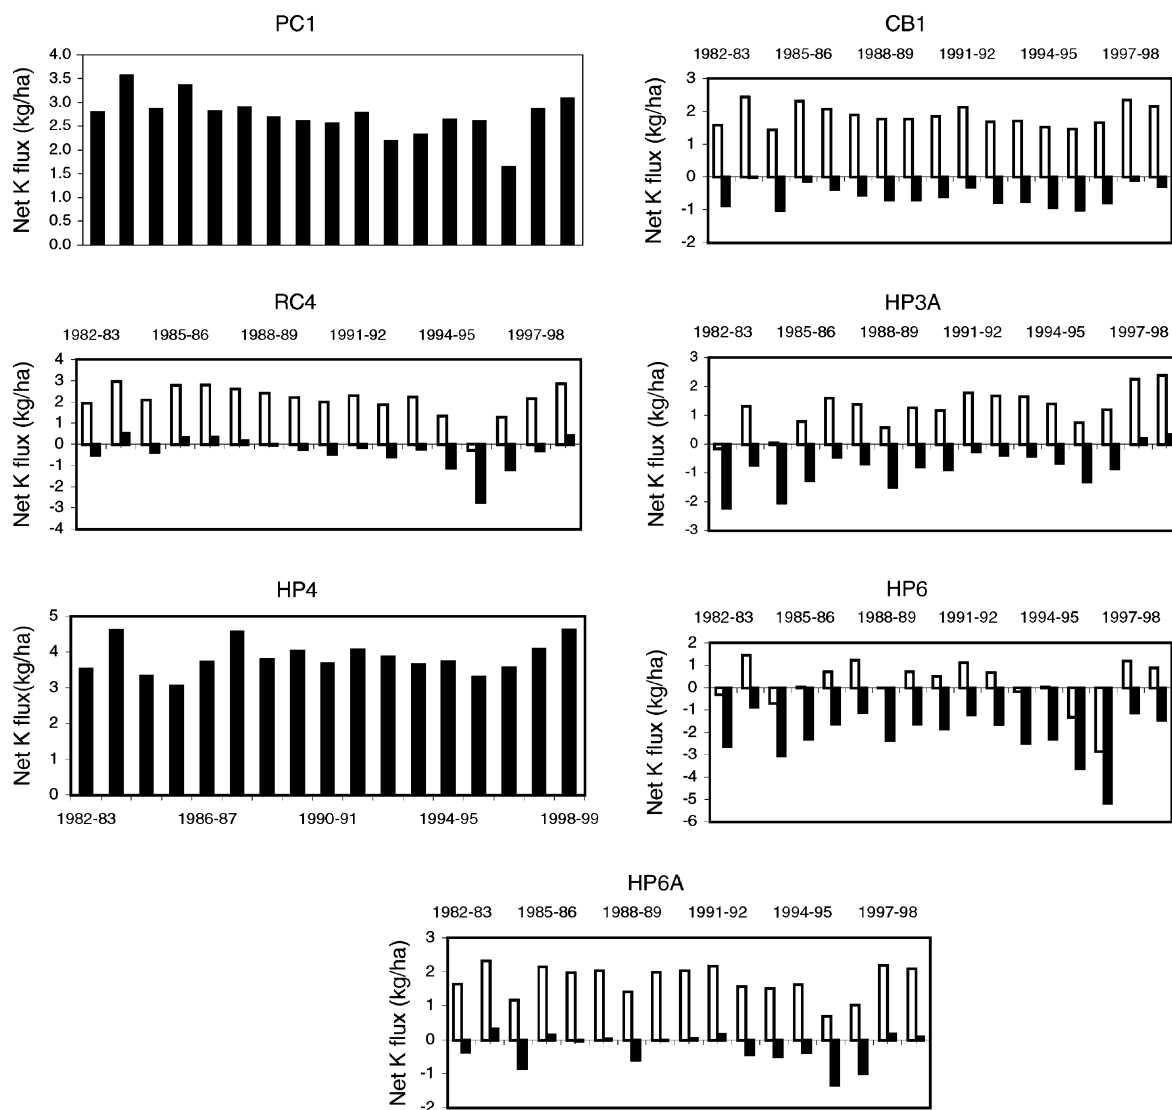 PC1
Net K flux (kg/ha)
4.0
3.5
3.0
2.5
2.0
1.5
1.0
0.5
0.0
CB1
1982-83 1985-86 1988-89 1991-92 1994-95 1997-98
Net K flux (kg/ha)
3
2
1
0
-1
-2
RC4
1982-83 1985-86 1988-89 1991-92 1994-95 1997-98
Net K flux (kg/ha)
4
3
2
1
0
-1
-2
-3
-4
HP3A
1982-83 1985-86 1988-89 1991-92 1994-95 1997-98
Net K flux (kg/ha)
3
2
1
0
-1
-2
-3
HP4
Net K flux(kg/ha)
5
4
3
2
1
0
1982-83 1986-87 1990-91 1994-95 1998-99
HP6
1982-83 1985-86 1988-89 1991-92 1994-95 1997-98
Net K flux (kg/ha)
2
1
0
-1
-2
-3
-4
-5
-6
HP6A
1982-83 1985-86 1988-89 1991-92 1994-95 1997-98
Net K flux (kg/ha)
3
2
1
0
-1
-2